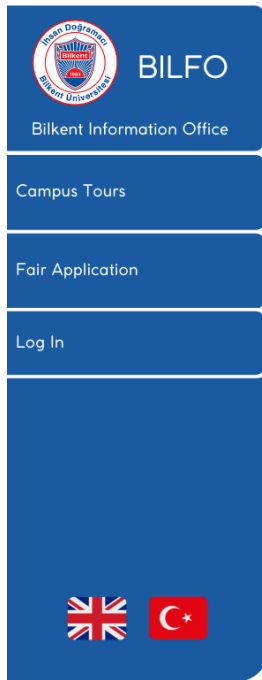 İhsan Doğramacı
Bilkent
1984
Bilkent Üniversitesi
BILFO
Bilkent Information Office
Campus Tours
Fair Application
Log In